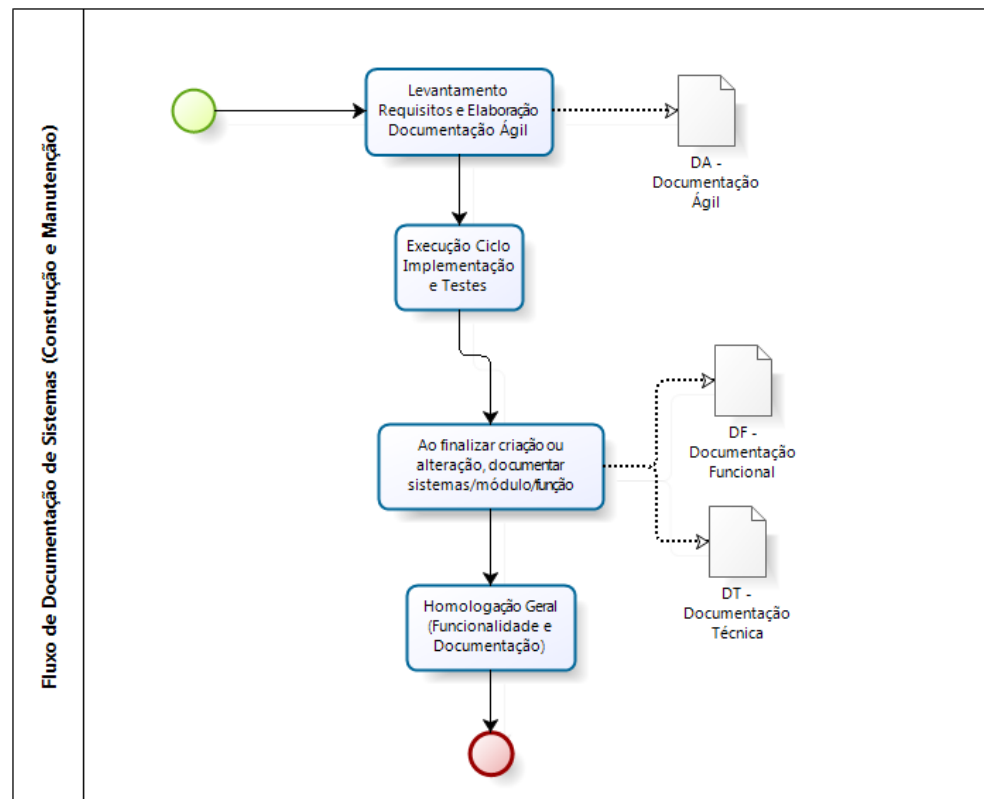 Fluxo de Documentação de Sistemas (Construção e Manutenção)
Levantamento
Requisitos e Elaboração
Documentação Ágil
DA -
Documentação
Ágil
Execução Ciclo
Implementação
e Testes
Ao finalizar criação ou
alteração, documentar
sistemas/módulo/função
DF -
Documentação
Funcional
DT -
Documentação
Técnica
Homologação Geral
(Funcionalidade e
Documentação)